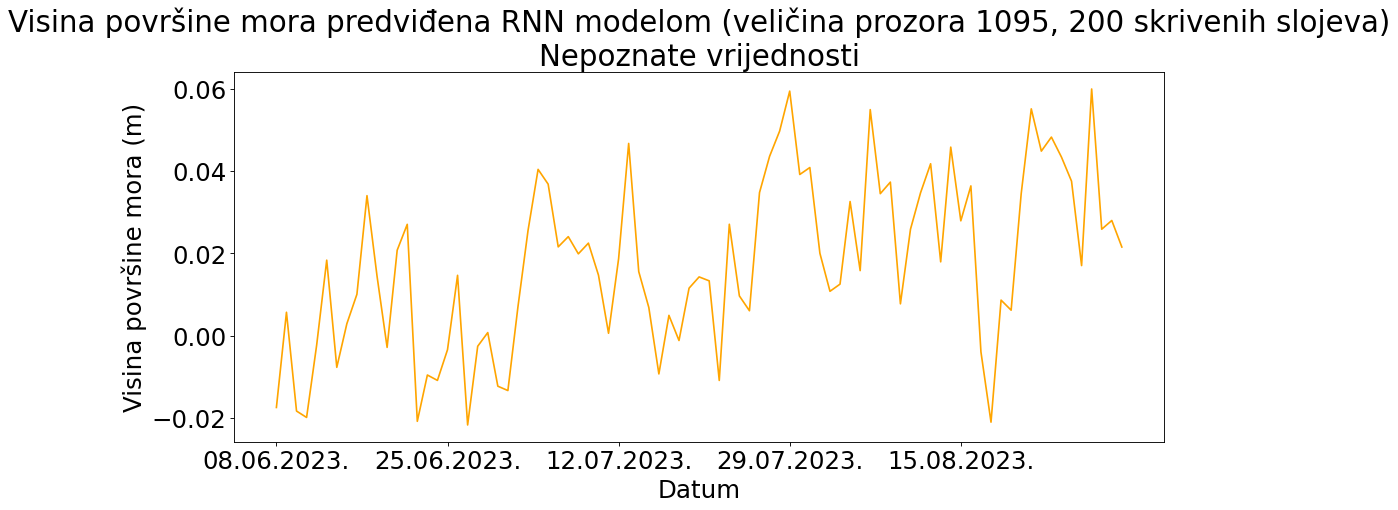 Visina površine mora predviđena RNN modelom (veličina prozora 1095, 200 skrivenih slojeva)
Nepoznate vrijednosti
Visina površine mora (m)
0.06
0.04
0.02
0.00
−0.02
08.06.2023. 25.06.2023. 12.07.2023. 29.07.2023. 15.08.2023.
Datum